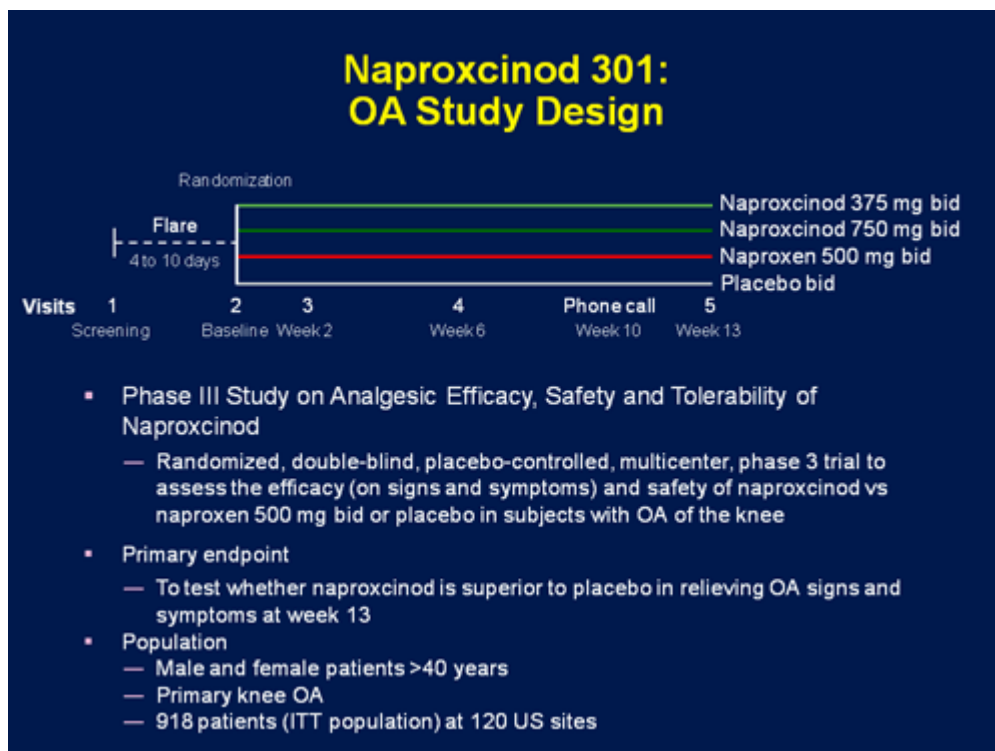 Naproxcinod 301:
OA Study Design
Randomization
Flare
4 to 10 days
Naproxcinod 375 mg bid
Naproxcinod 750 mg bid
Naproxen 500 mg bid
Placebo bid
Visits 1 2 3 4 Phone call 5
Screening Baseline Week 2 Week 6 Week 10 Week 13
▪ Phase III Study on Analgesic Efficacy, Safety and Tolerability of
Naproxcinod
— Randomized, double-blind, placebo-controlled, multicenter, phase 3 trial to
assess the efficacy (on signs and symptoms) and safety of naproxcinod vs
naproxen 500 mg bid or placebo in subjects with OA of the knee
▪ Primary endpoint
— To test whether naproxcinod is superior to placebo in relieving OA signs and
symptoms at week 13
▪ Population
— Male and female patients >40 years
— Primary knee OA
— 918 patients (ITT population) at 120 US sites